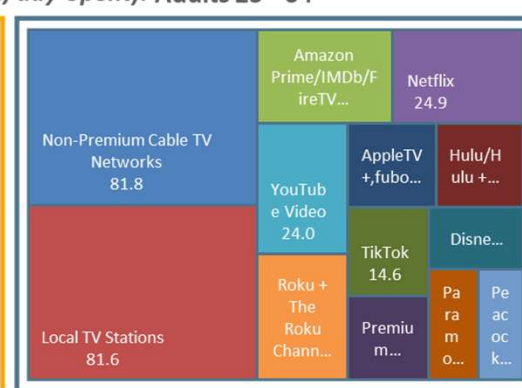 Adults 25 - 54
Non-Premium Cable TV
Networks
81.8
Local TV Stations
81.6
Amazon
Prime/IMDb/F
ireTV...
Netflix
24.9
YouTub
e Video
24.0
AppleTV
+,fubo...
Hulu/H
ulu +...
Roku +
The
Roku
Chann...
TikTok
14.6
Disne...
Premiu
m...
Pa
ra
m
o...
Pe
ac
oc
k...